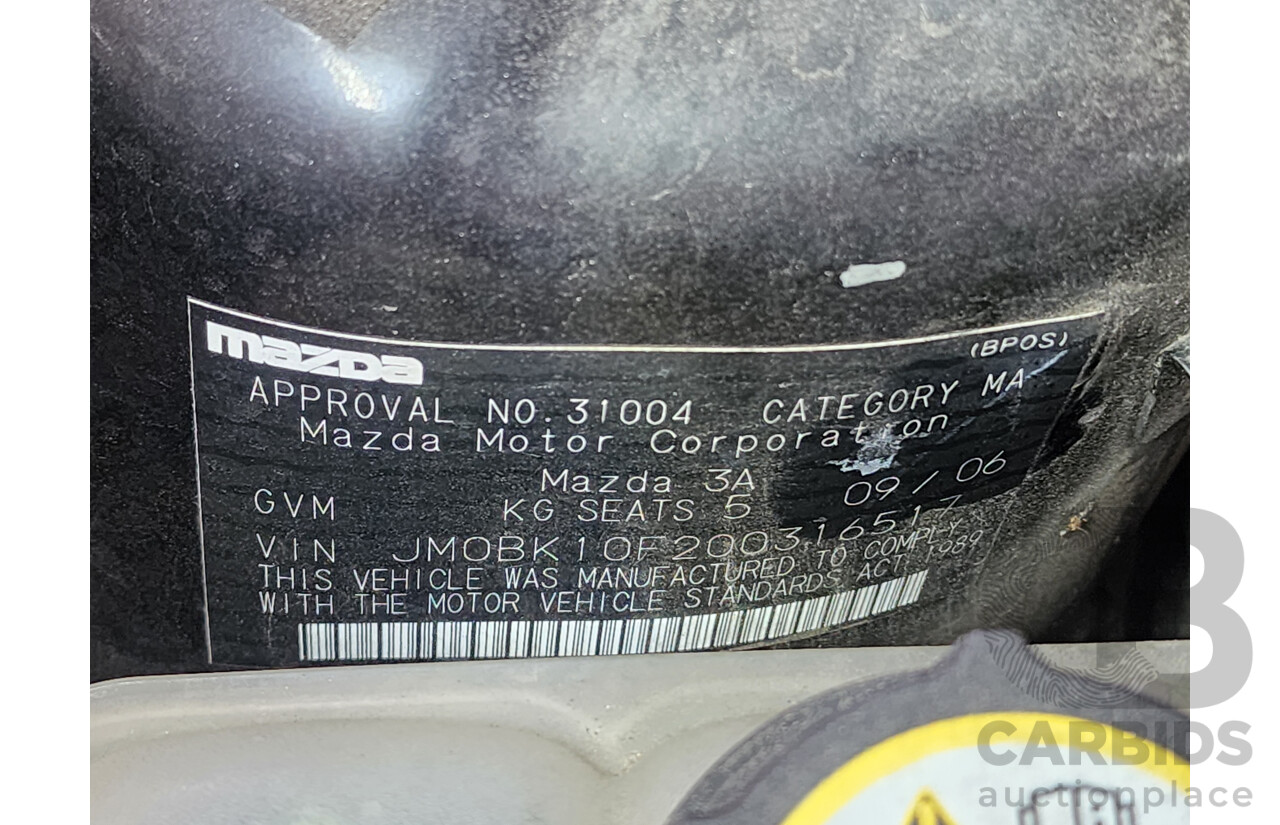 mazda
(BPOS)
APPROVAL NO.31004 CATEGORY MA
Mazda Motor Corporation
Mazda 3A 09/06
GVM KG SEATS 5
VIN JM0BK10F200316517
THIS VEHICLE WAS MANUFACTURED TO COMPLY
WITH THE MOTOR VEHICLE STANDARDS ACT 1989
CARBIDS
auctionplace